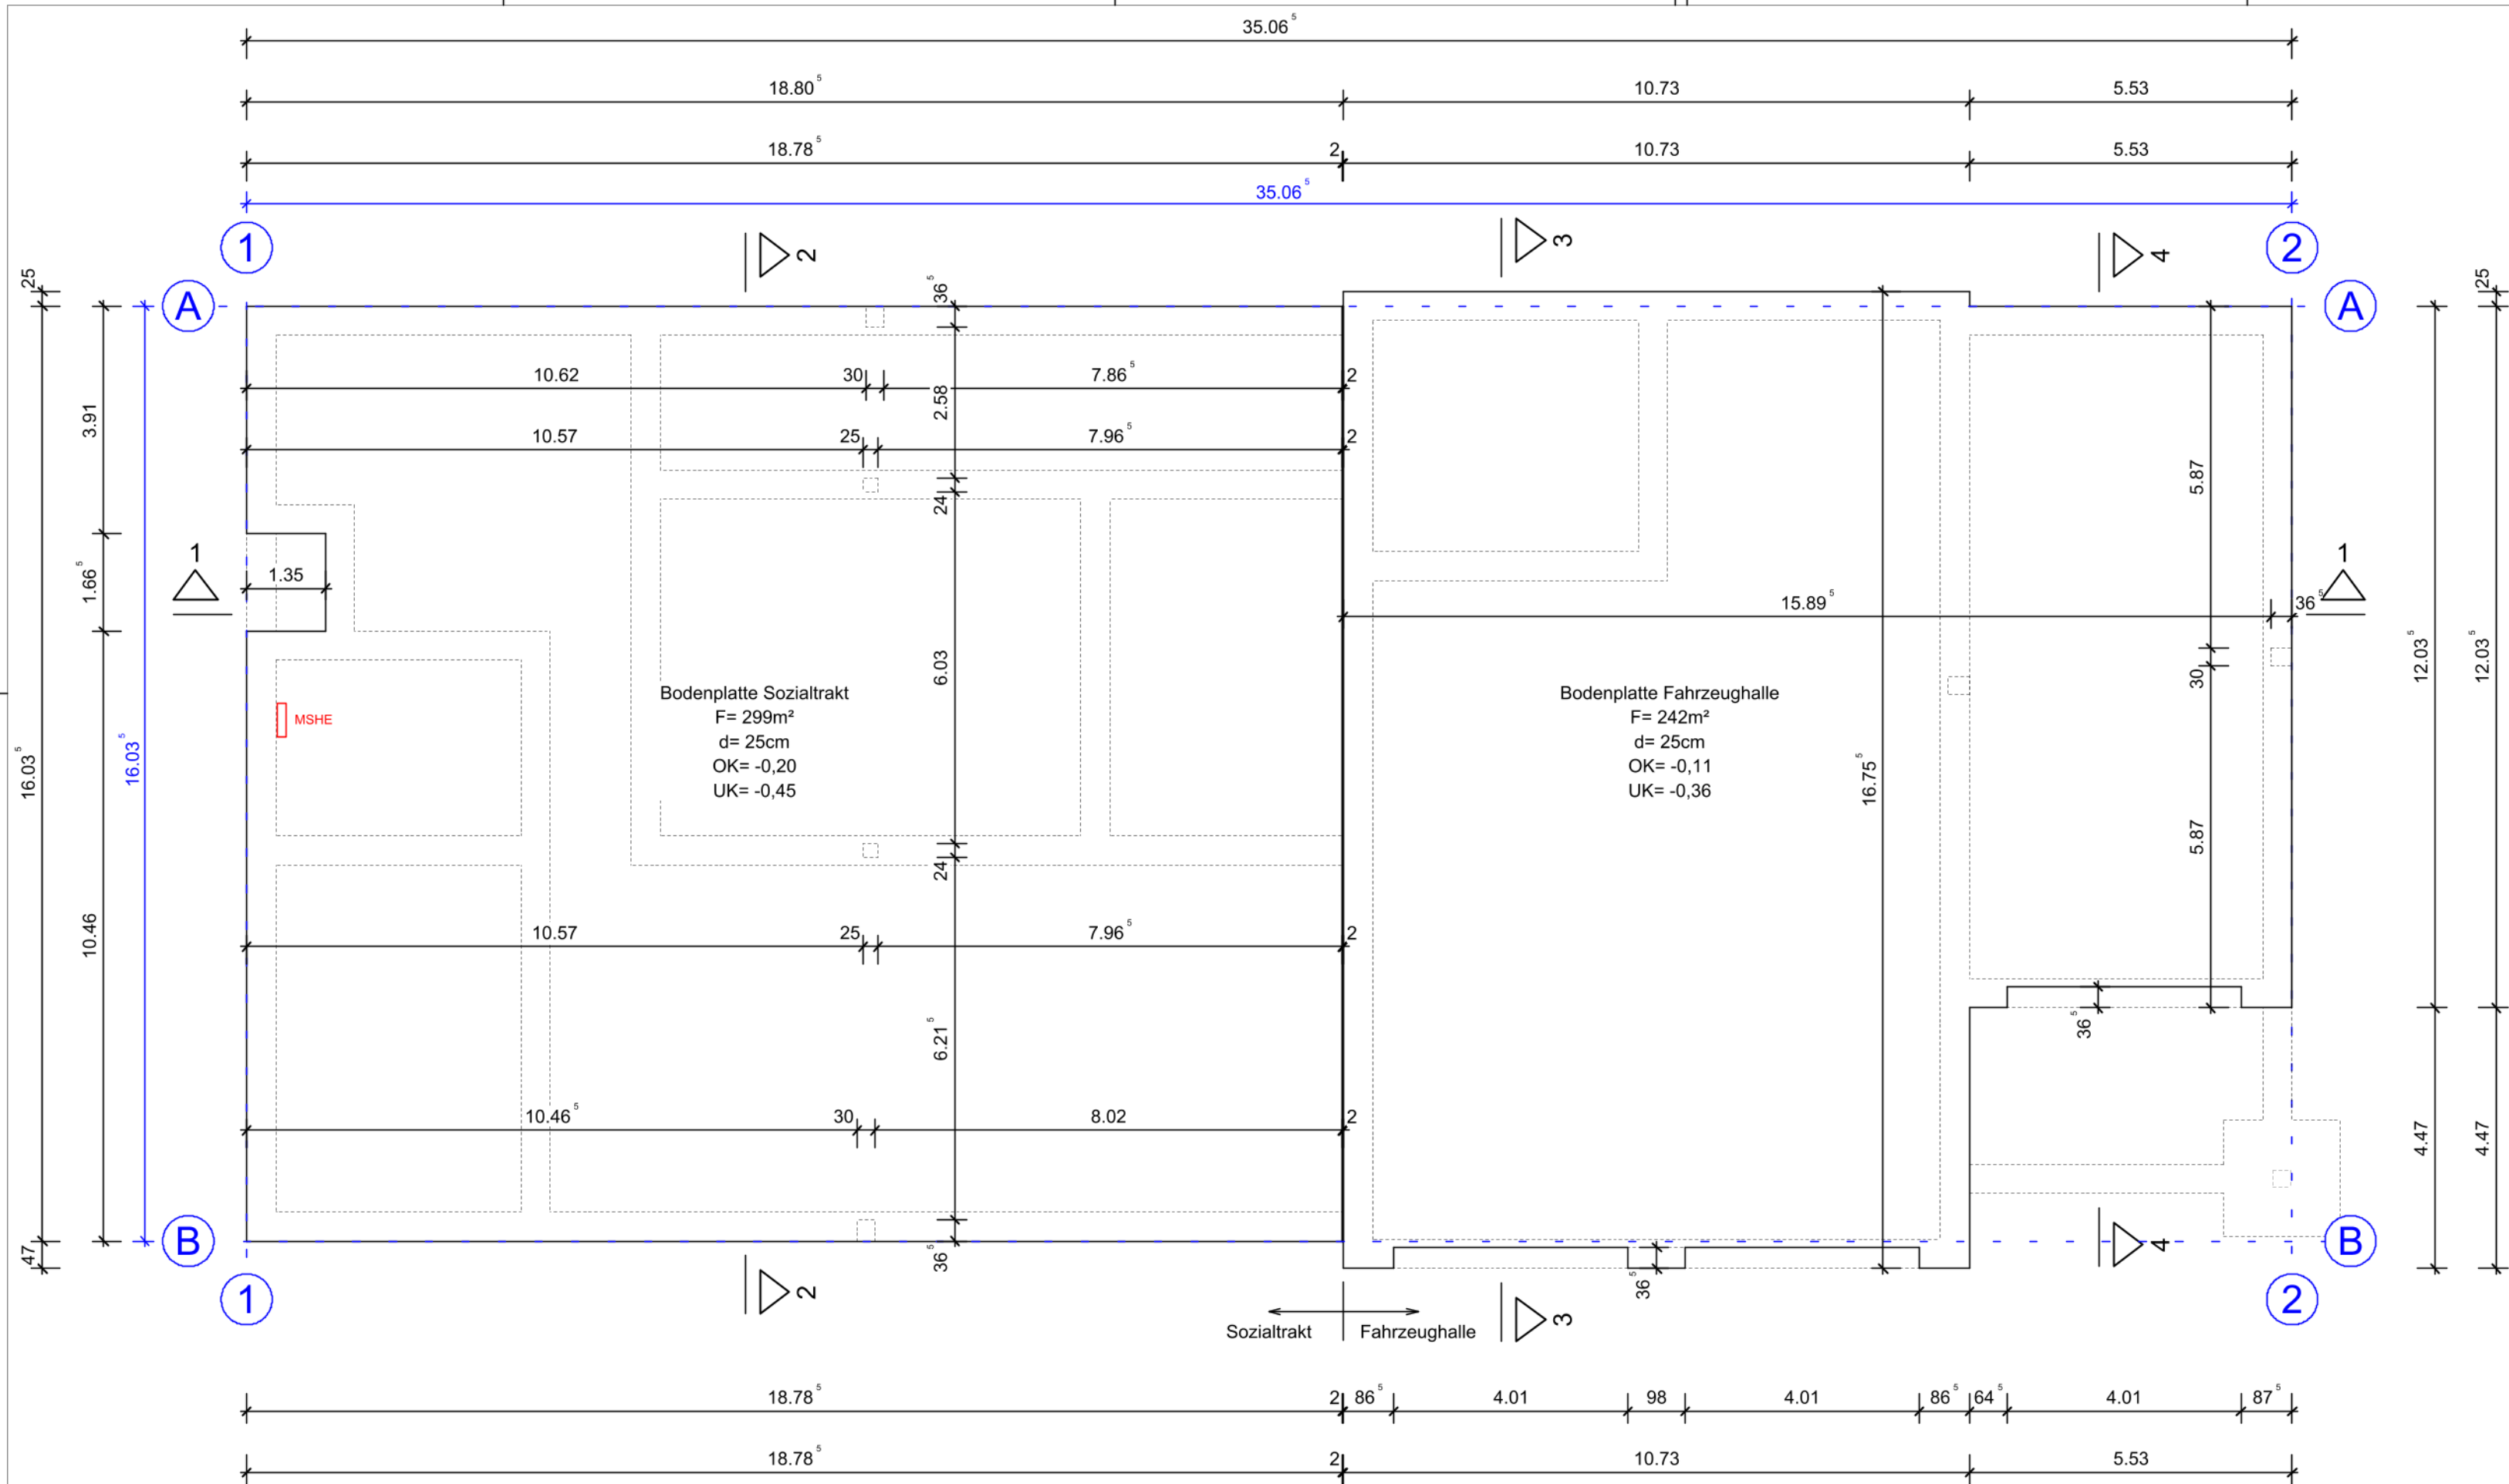 35.06⁵
18.80⁵ 10.73 5.53
18.78⁵ 2 10.73 5.53
35.06⁵
1 2 3 4 2
25 A 36⁵ A 25
10.62 30 7.86⁵ 2
2.58
3.91
10.57 25 7.96⁵ 2
24
5.87
1 1
1.66⁵ 1.35
15.89⁵ 36⁵
6.03
30
12.03⁵ 12.03⁵
MSHE
16.03⁵ 16.03⁵
Bodenplatte Sozialtrakt
F= 299m²
d= 25cm
OK= -0,20
UK= -0,45
Bodenplatte Fahrzeughalle
F= 242m²
d= 25cm
OK= -0,11
UK= -0,36
16.75⁵
5.87
24
10.46
10.57 25 7.96⁵ 2
36⁵
6.21⁵
10.46⁵ 30 8.02 2
4.47 4.47
47 B 36⁵ 36⁵ 4 B
1 2 3 2
Sozialtrakt Fahrzeughalle
18.78⁵ 2 86⁵ 4.01 98 4.01 86⁵ 64⁵ 4.01 87⁵
18.78⁵ 2 10.73 5.53